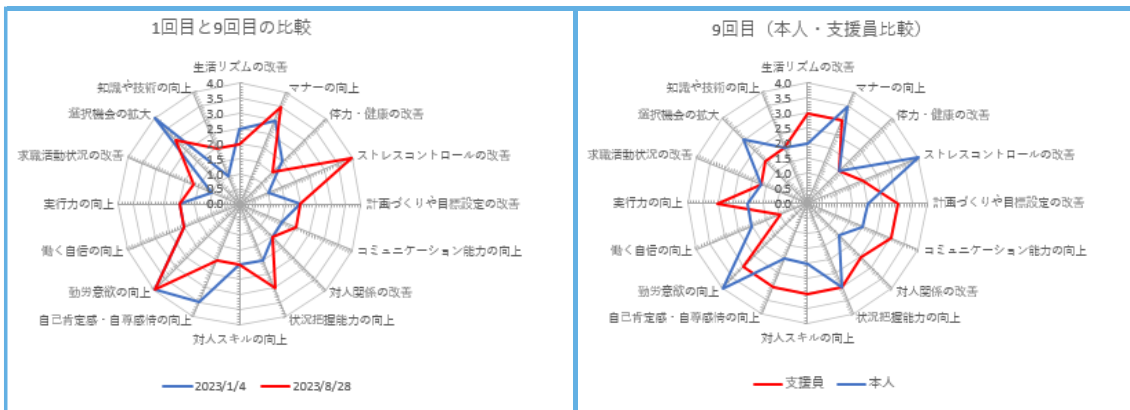 1回目と9回目の比較
生活リズムの改善
マナーの向上
体力・健康の改善
ストレスコントロールの改善
計画づくりや目標設定の改善
コミュニケーション能力の向上
対人関係の改善
状況把握能力の向上
対人スキルの向上
自己肯定感・自尊感情の向上
勤労意欲の向上
働く自信の向上
実行力の向上
求職活動状況の改善
選択機会の拡大
知識や技術の向上
4.0
3.5
3.0
2.5
2.0
1.5
1.0
0.5
0.0
2023/1/4
2023/8/28
9回目（本人・支援員比較）
生活リズムの改善
マナーの向上
体力・健康の改善
ストレスコントロールの改善
計画づくりや目標設定の改善
コミュニケーション能力の向上
対人関係の改善
状況把握能力の向上
対人スキルの向上
自己肯定感・自尊感情の向上
勤労意欲の向上
働く自信の向上
実行力の向上
求職活動状況の改善
選択機会の拡大
知識や技術の向上
4.0
3.5
3.0
2.5
2.0
1.5
1.0
0.5
0.0
支援員
本人